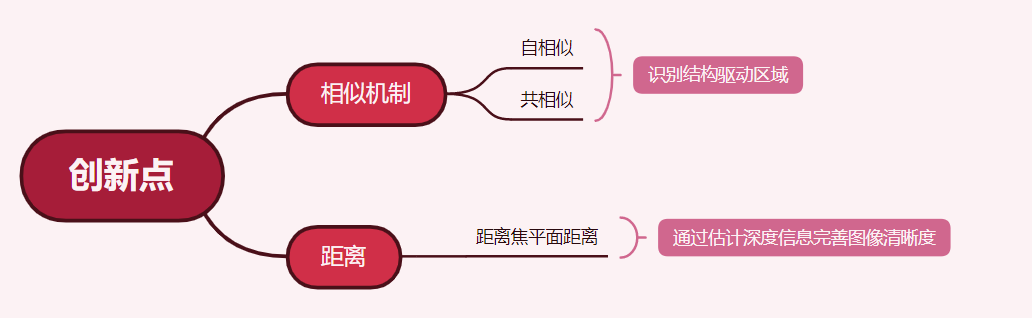 创新点
相似机制
自相似
共相似
识别结构驱动区域
距离
距离焦平面距离
通过估计深度信息完善图像清晰度